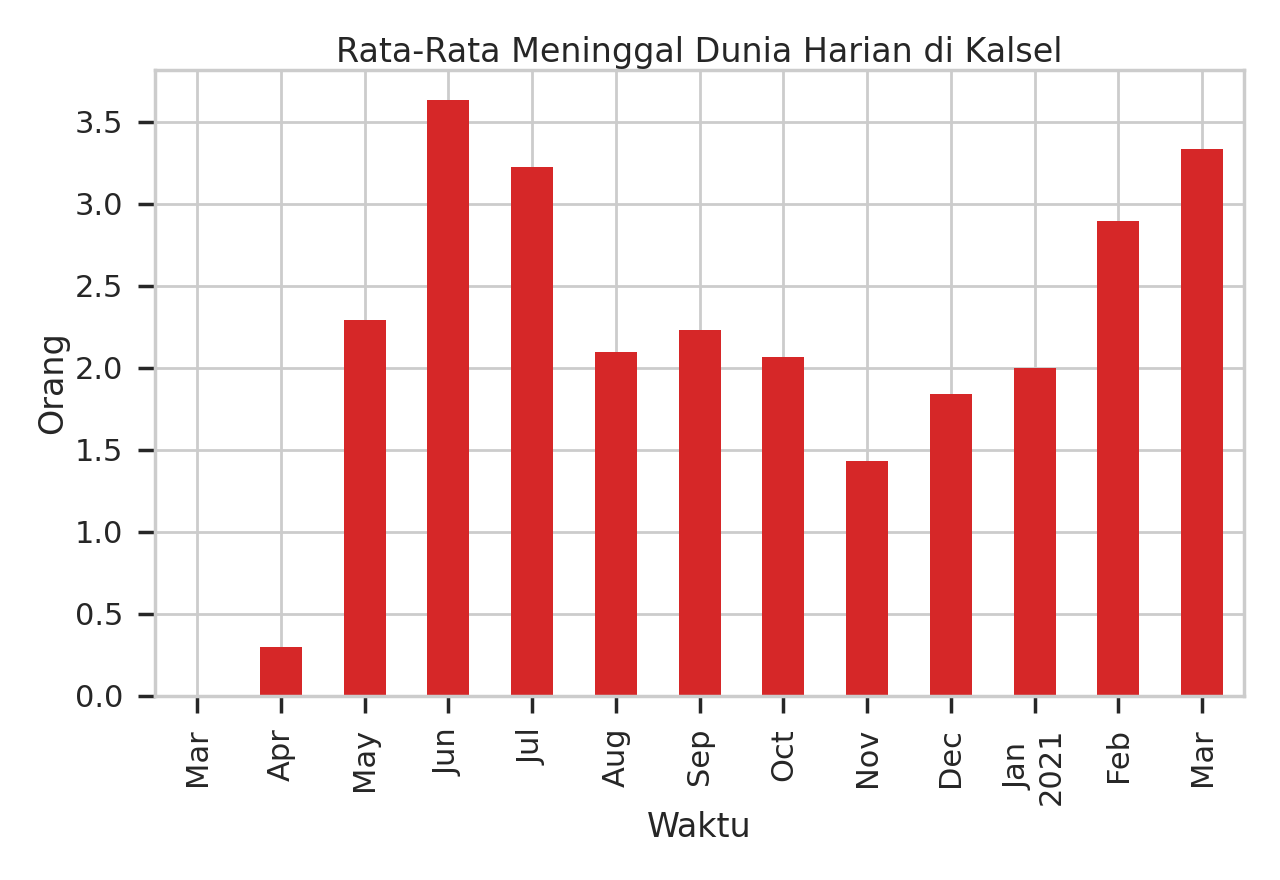 Rata-Rata Meninggal Dunia Harian di Kalsel
3.5
3.0
2.5
2.0
1.5
1.0
0.5
0.0
Orang
Mar
Apr
May
Jun
Jul
Aug
Sep
Oct
Nov
Dec
Jan
2021
Feb
Mar
Waktu